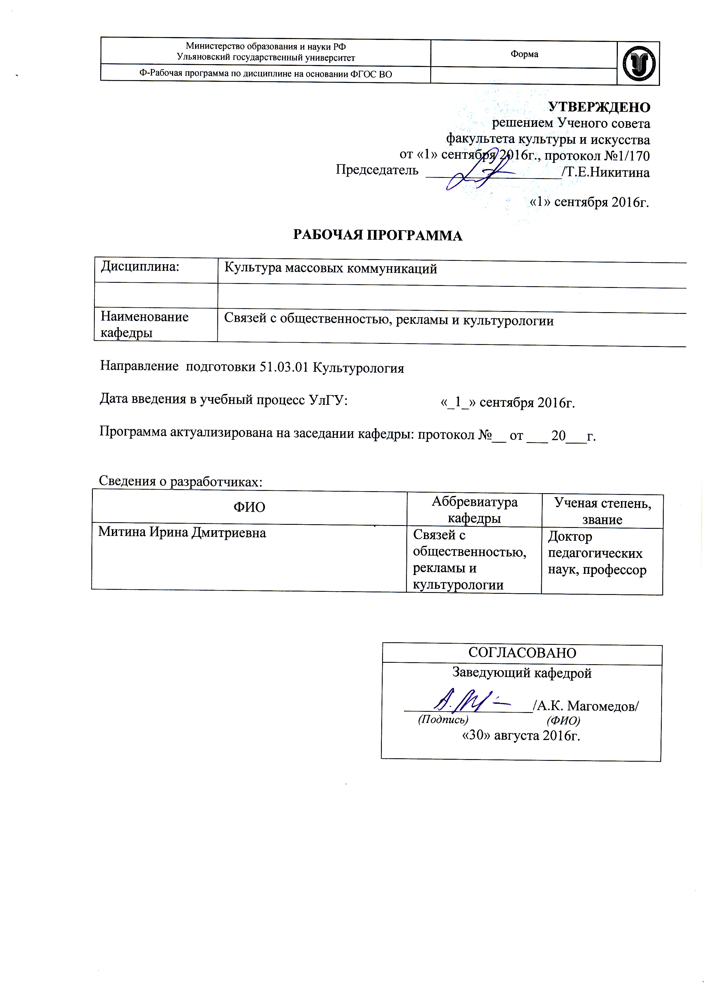 Министерство образования и науки РФ
Ульяновский государственный университет
Форма
Ф-Рабочая программа по дисциплине на основании ФГОС ВО
УТВЕРЖДЕНО
решением Ученого совета
факультета культуры и искусства
от «1» сентября 2016г., протокол №1/170
Председатель ___________________/Т.Е.Никитина
«1» сентября 2016г.
РАБОЧАЯ ПРОГРАММА
Дисциплина: Культура массовых коммуникаций
Наименование кафедры Связей с общественностью, рекламы и культурологии
Направление подготовки 51.03.01 Культурология
Дата введения в учебный процесс УлГУ: «_1_» сентября 2016г.
Программа актуализирована на заседании кафедры: протокол №__ от ___ 20___г.
Сведения о разработчиках:
ФИО
Аббревиатура
кафедры
Ученая степень,
звание
Митина Ирина Дмитриевна
Связей с
общественностью,
рекламы и
культурологии
Доктор
педагогических
наук, профессор
СОГЛАСОВАНО
Заведующий кафедрой
__________________/А.К. Магомедов/
(Подпись) (ФИО)
«30» августа 2016г.